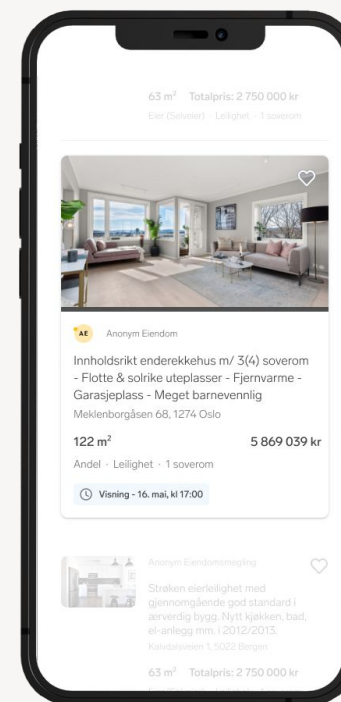 63 m² Totalpris: 2 750 000 kr
Eier (Selveier) · Leilighet · 1 soverom
AE Anonym Eiendom
Innholdsrikt enderekkehus m/ 3(4) soverom
- Flotte & solrike uteplasser - Fjernvarme -
Garasjeplass - Meget barnevennlig
Meklenborgåsen 68, 1274 Oslo
122 m² 5 869 039 kr
Andel · Leilighet · 1 soverom
Visning - 16. mai, kl 17:00
Anonym Eiendomsmegling
Strøken eierleilighet med
gjennomgående god standard i
ærverdig bygg. Nytt kjøkken, bad,
el-anlegg mm. i 2012/2013.
Kalvdalsveien 1, 5022 Bergen
63 m² Totalpris: 2 750 000 kr